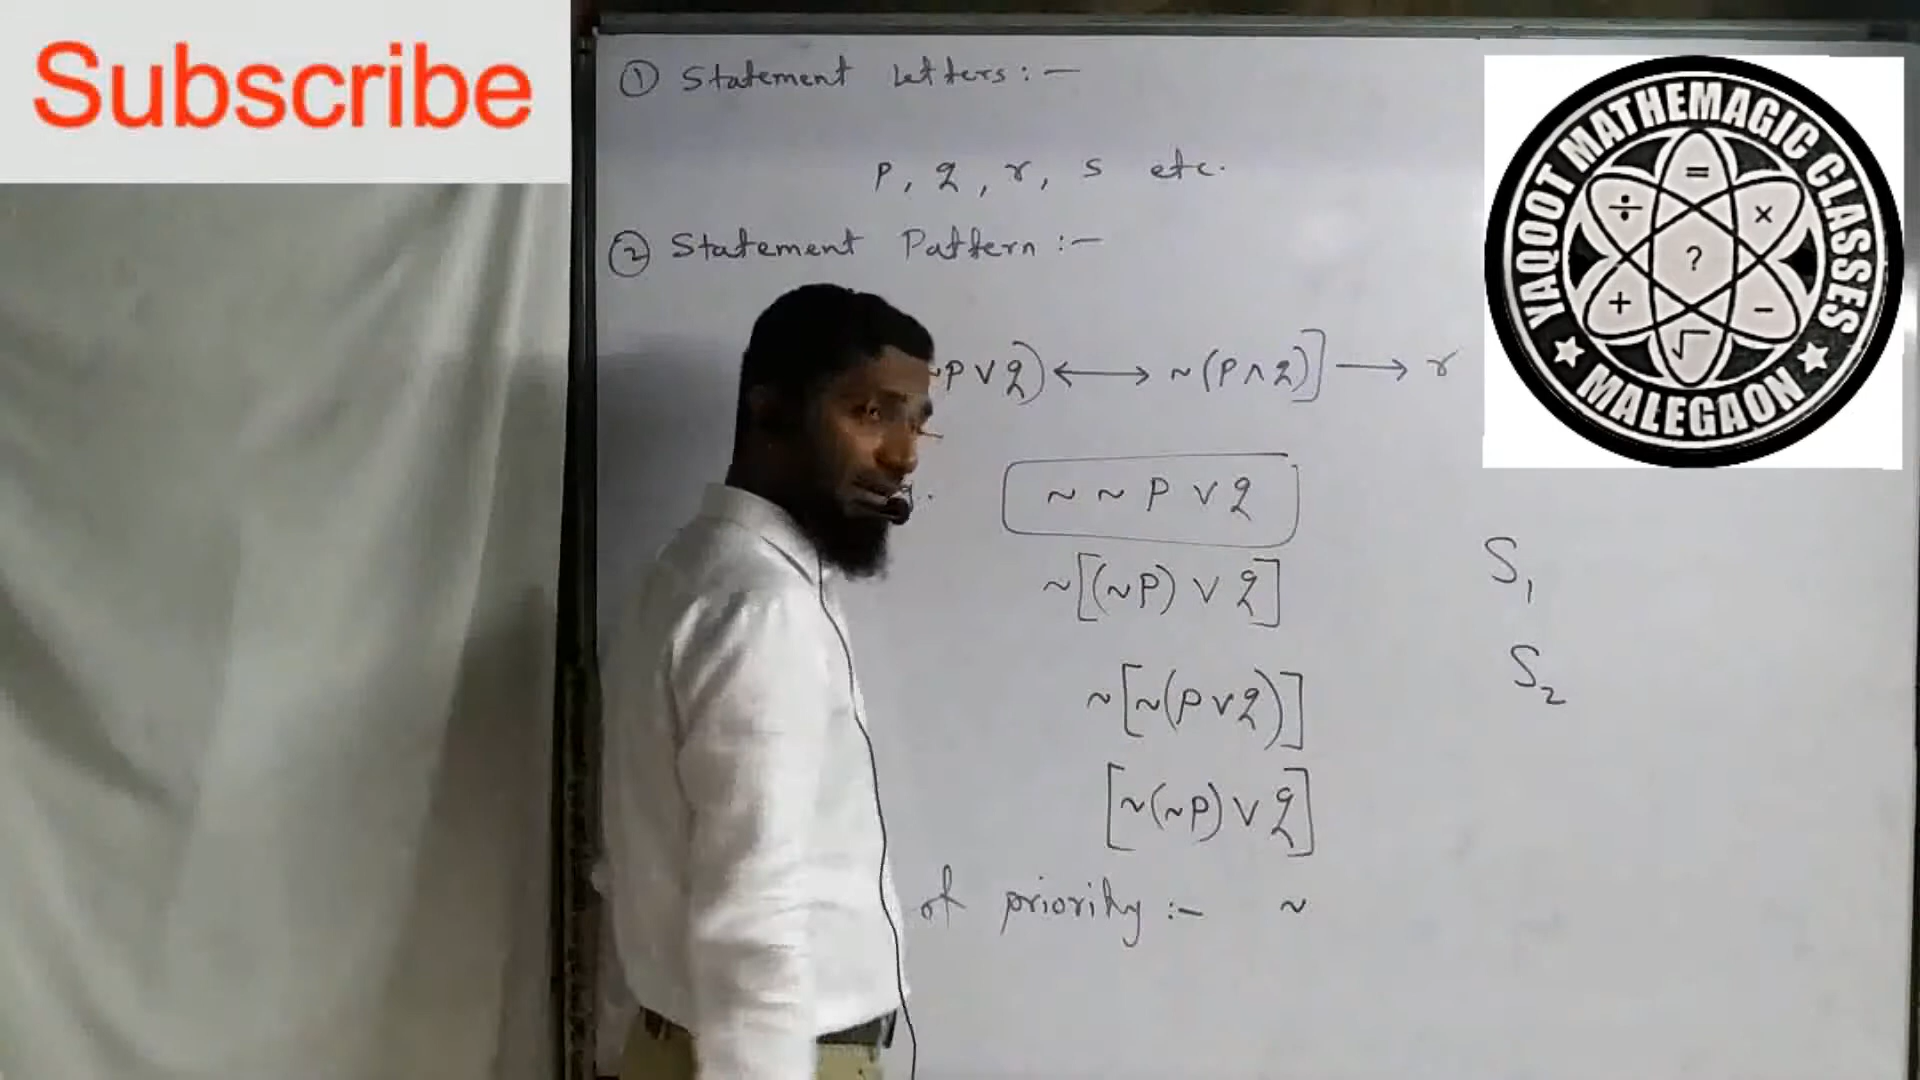 Subscribe
① Statement Letters :-
p, q, r, s etc.
② Statement Pattern :-
~p ∨ q) ⟷ ~(p ∧ q)] ⟶ r
~ ~ p ∨ q
~[(~p) ∨ q]
~[~(p ∨ q)]
[~(~p) ∨ q]
of priority :- ~
S₁
S₂
YAQOOT MATHEMAGIC CLASSES
MALEGAON
= ÷ × ? + - √